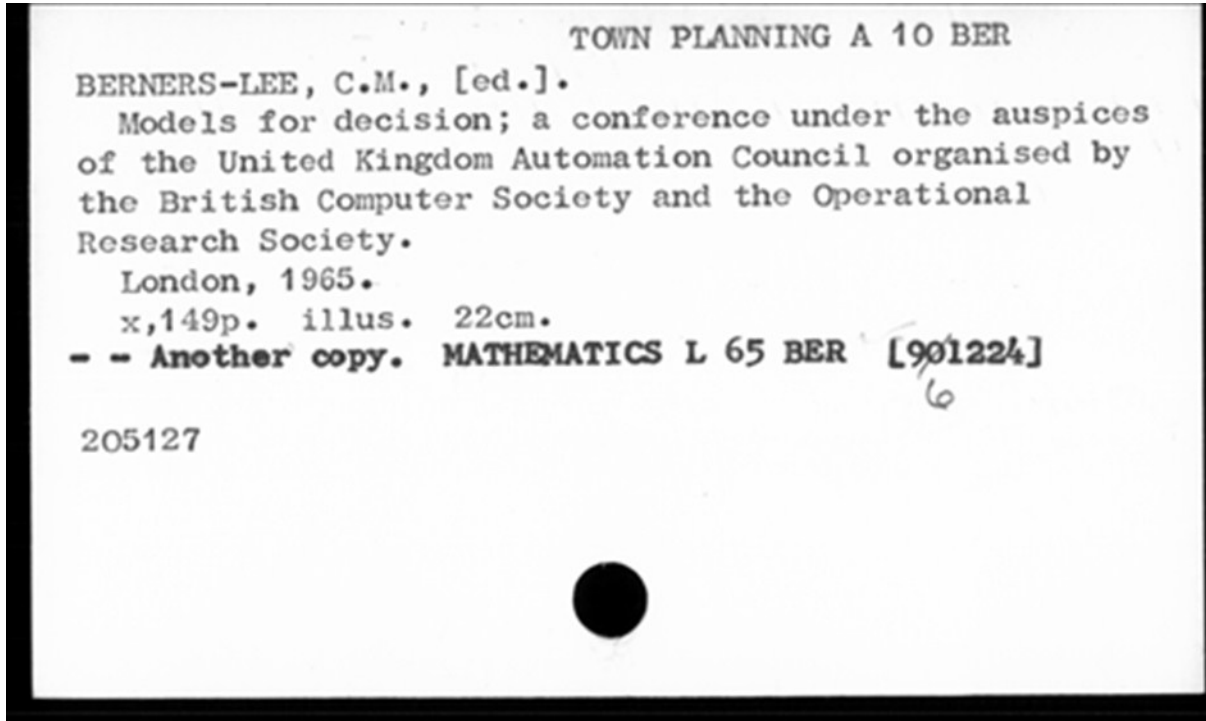 TOWN PLANNING A 10 BER
BERNERS-LEE, C.M., [ed.].
Models for decision; a conference under the auspices
of the United Kingdom Automation Council organised by
the British Computer Society and the Operational
Research Society.
London, 1965.
x,149p. illus. 22cm.
- - Another copy. MATHEMATICS L 65 BER [901224]
6
205127